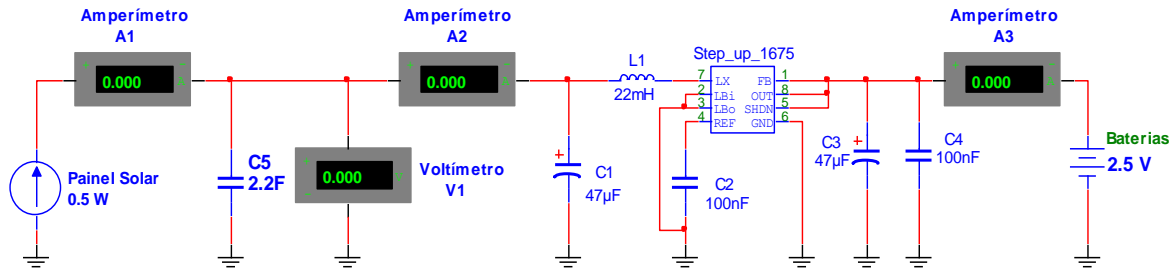 Amperímetro
A1
0.000
Amperímetro
A2
0.000
L1
22mH
Step_up_1675
7 LX FB 1
2 LBi OUT 8
3 LBo SHDN 5
4 REF GND 6
Amperímetro
A3
0.000
Painel Solar
0.5 W
C5
2.2F
0.000
Voltímetro
V1
C1
47µF
C2
100nF
C3
47µF
C4
100nF
Baterias
2.5 V